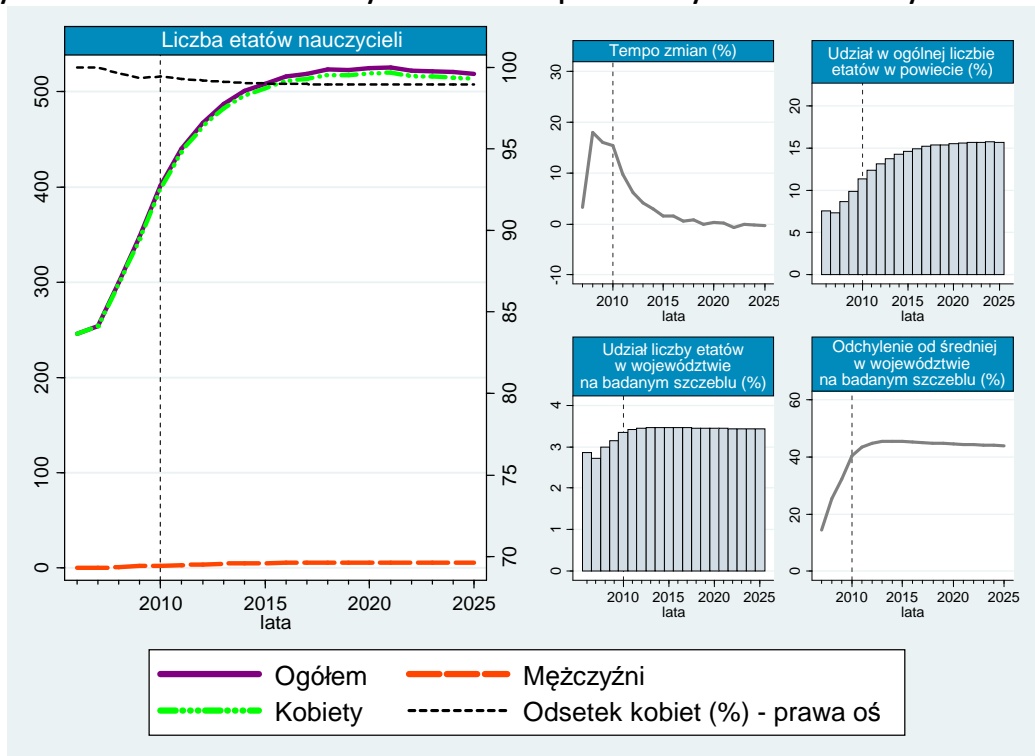 Liczba etatów nauczycieli
0
100
200
300
400
500
70
75
80
85
90
95
100
2010
2015
2020
2025
lata
Tempo zmian (%)
-10
0
10
20
30
2010
2015
2020
2025
lata
Udział w ogólnej liczbie
etatów w powiecie (%)
0
5
10
15
20
2010
2015
2020
2025
lata
Udział liczby etatów
w województwie
na badanym szczeblu (%)
0
1
2
3
4
2010
2015
2020
2025
lata
Odchylenie od średniej
w województwie
na badanym szczeblu (%)
0
20
40
60
2010
2015
2020
2025
lata
Ogółem
Mężczyźni
Kobiety
Odsetek kobiet (%) - prawa oś